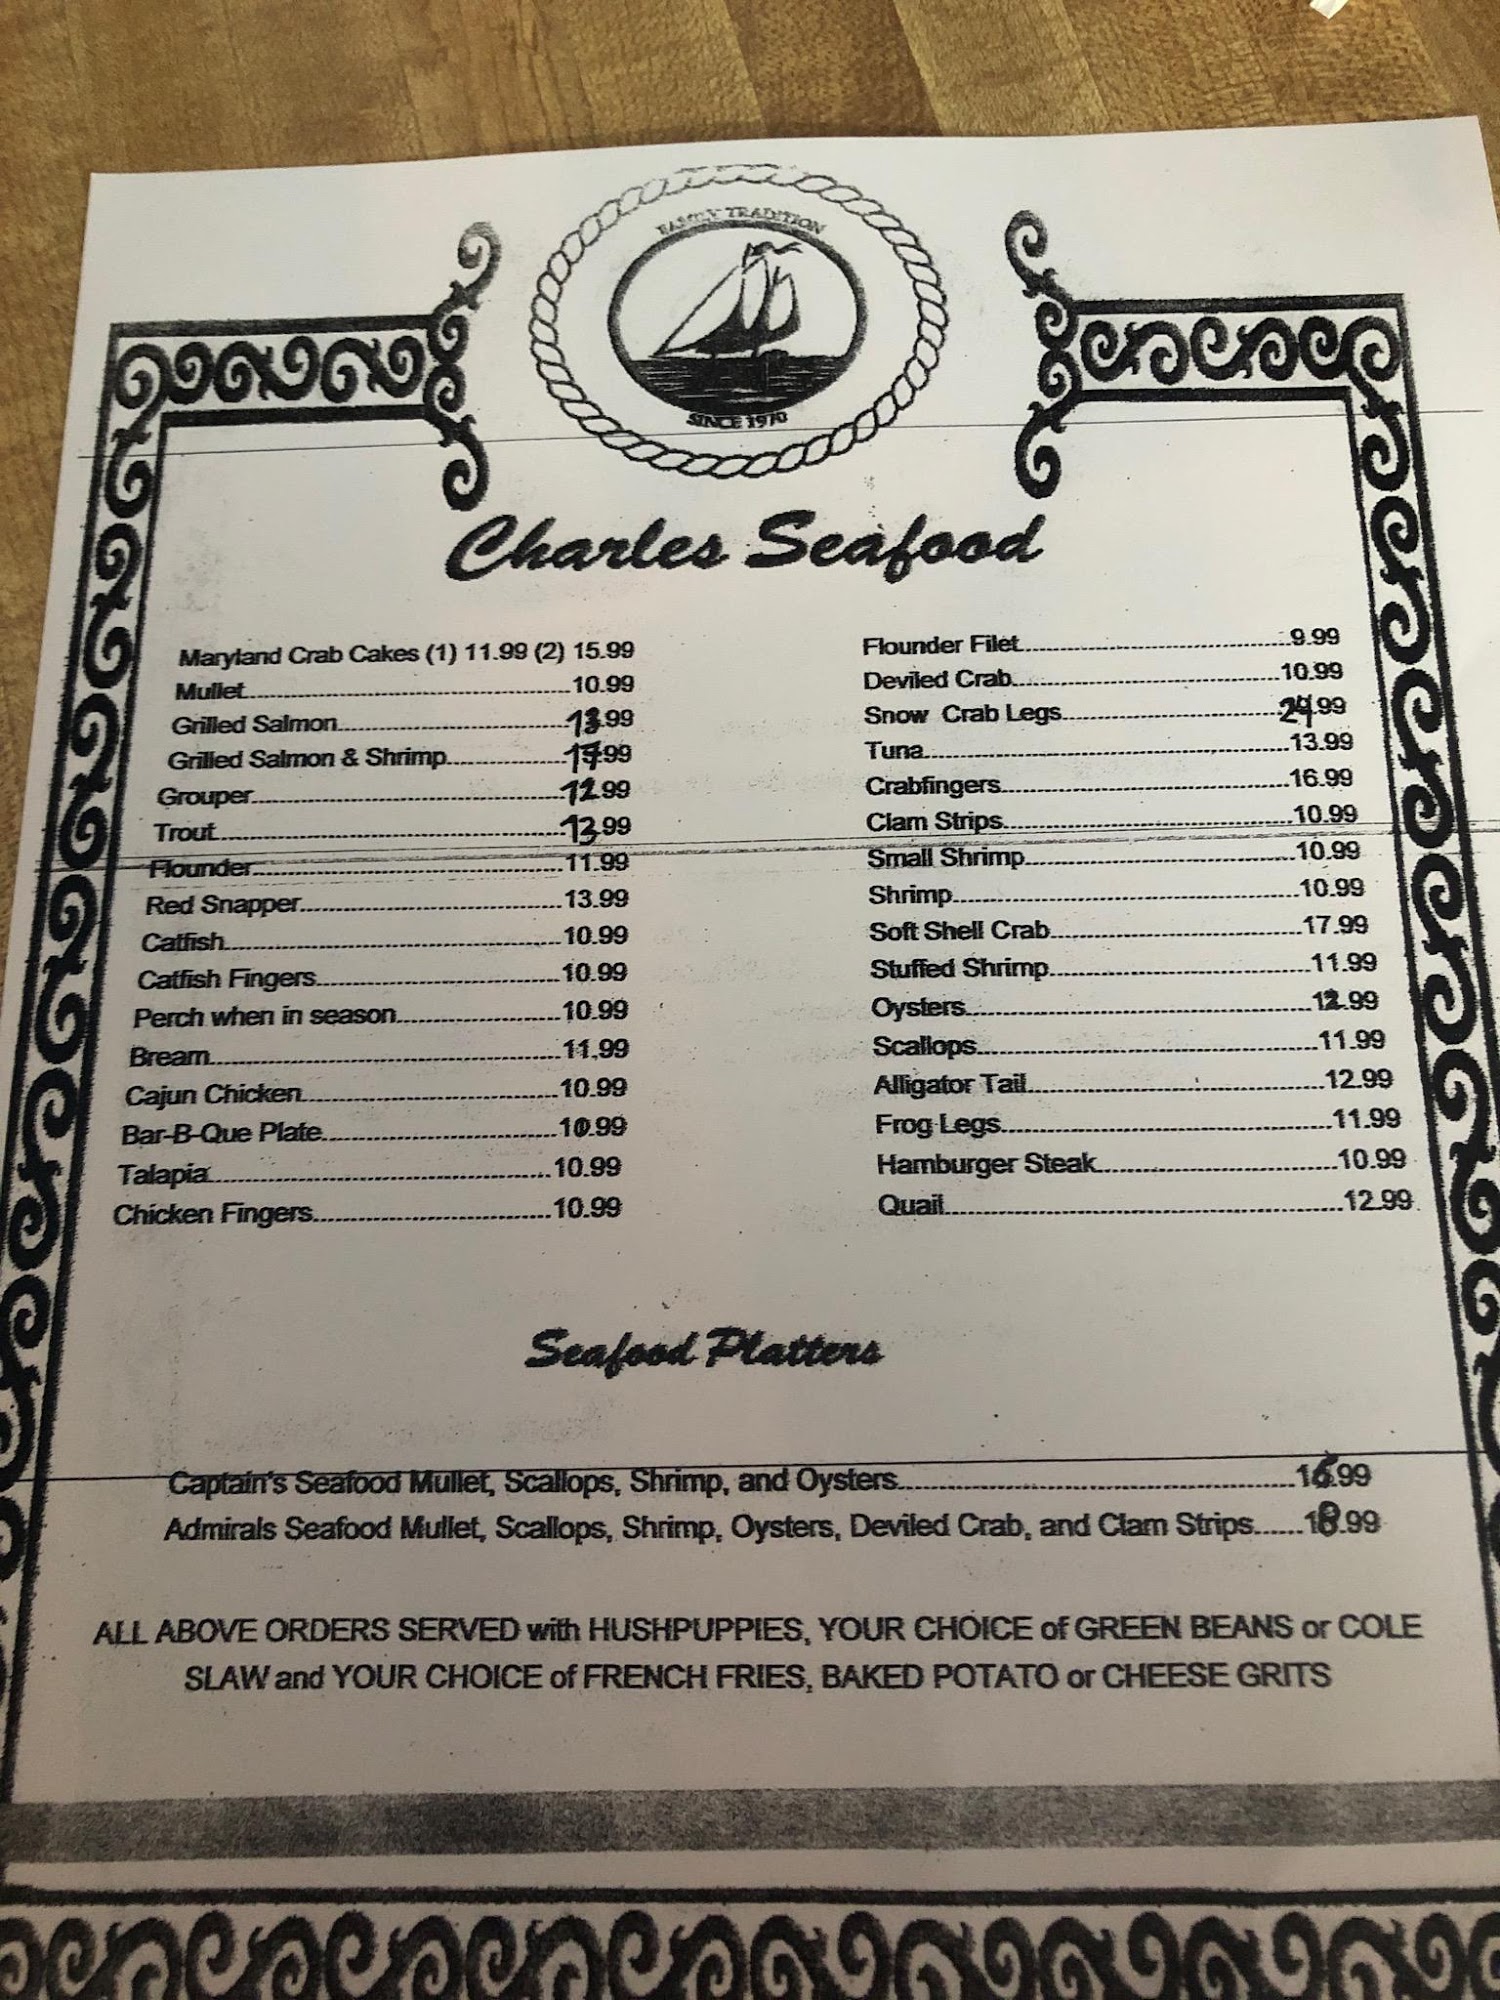 FAMILY TRADITION
SINCE 1970
Charles Seafood
Maryland Crab Cakes (1) 11.99 (2) 15.99
Mullet 10.99
Grilled Salmon 13.99
Grilled Salmon & Shrimp
Grouper 12.99
Trout 13.99
Flounder 11.99
Red Snapper 13.99
Catfish 10.99
Catfish Fingers 10.99
Perch when in season 10.99
Bream 11.99
Cajun Chicken 10.99
Bar-B-Que Plate 10.99
Talapia 10.99
Chicken Fingers 10.99
Flounder Filet 9.99
Deviled Crab 10.99
Snow Crab Legs 24.99
Tuna 13.99
Crabfingers 16.99
Clam Strips 10.99
Small Shrimp 10.99
Shrimp 10.99
Soft Shell Crab 17.99
Stuffed Shrimp 11.99
Oysters 12.99
Scallops 11.99
Alligator Tail 12.99
Frog Legs 11.99
Hamburger Steak 10.99
Quail 12.99
Seafood Platters
Captain's Seafood Mullet, Scallops, Shrimp, and Oysters 16.99
Admirals Seafood Mullet, Scallops, Shrimp, Oysters, Deviled Crab, and Clam Strips 18.99
ALL ABOVE ORDERS SERVED with HUSHPUPPIES, YOUR CHOICE of GREEN BEANS or COLE
SLAW and YOUR CHOICE of FRENCH FRIES, BAKED POTATO or CHEESE GRITS